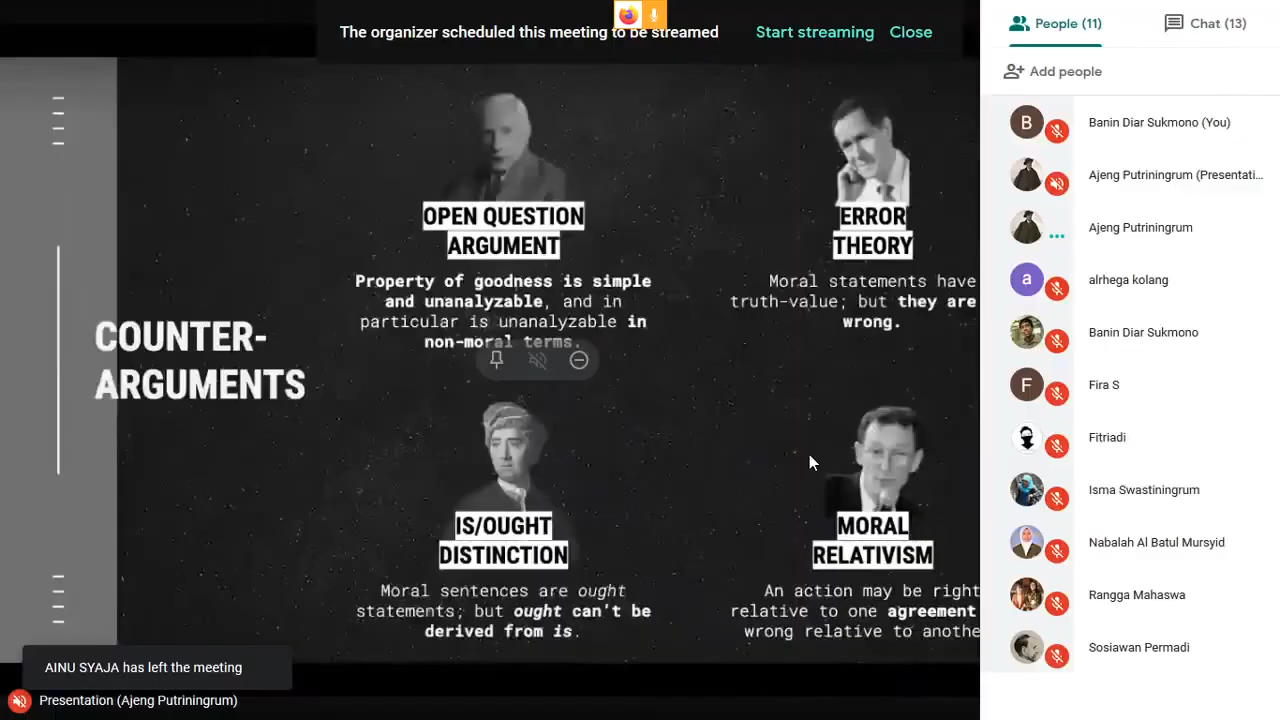 The organizer scheduled this meeting to be streamed
Start streaming
Close
People (11)
Chat (13)
Add people
B
Banin Diar Sukmono (You)
Ajeng Putriningrum (Presentati...
Ajeng Putriningrum
a
alrhega kolang
Banin Diar Sukmono
F
Fira S
Fitriadi
Isma Swastiningrum
Nabalah Al Batul Mursyid
Rangga Mahaswa
Sosiawan Permadi
COUNTER-
ARGUMENTS
OPEN QUESTION
ARGUMENT
Property of goodness is simple
and unanalyzable, and in
particular is unanalyzable in
non-moral terms.
ERROR
THEORY
Moral statements have
truth-value; but they are
wrong.
IS/OUGHT
DISTINCTION
Moral sentences are ought
statements; but ought can't be
derived from is.
MORAL
RELATIVISM
An action may be right
relative to one agreement
wrong relative to anothe
AINU SYAJA has left the meeting
Presentation (Ajeng Putriningrum)